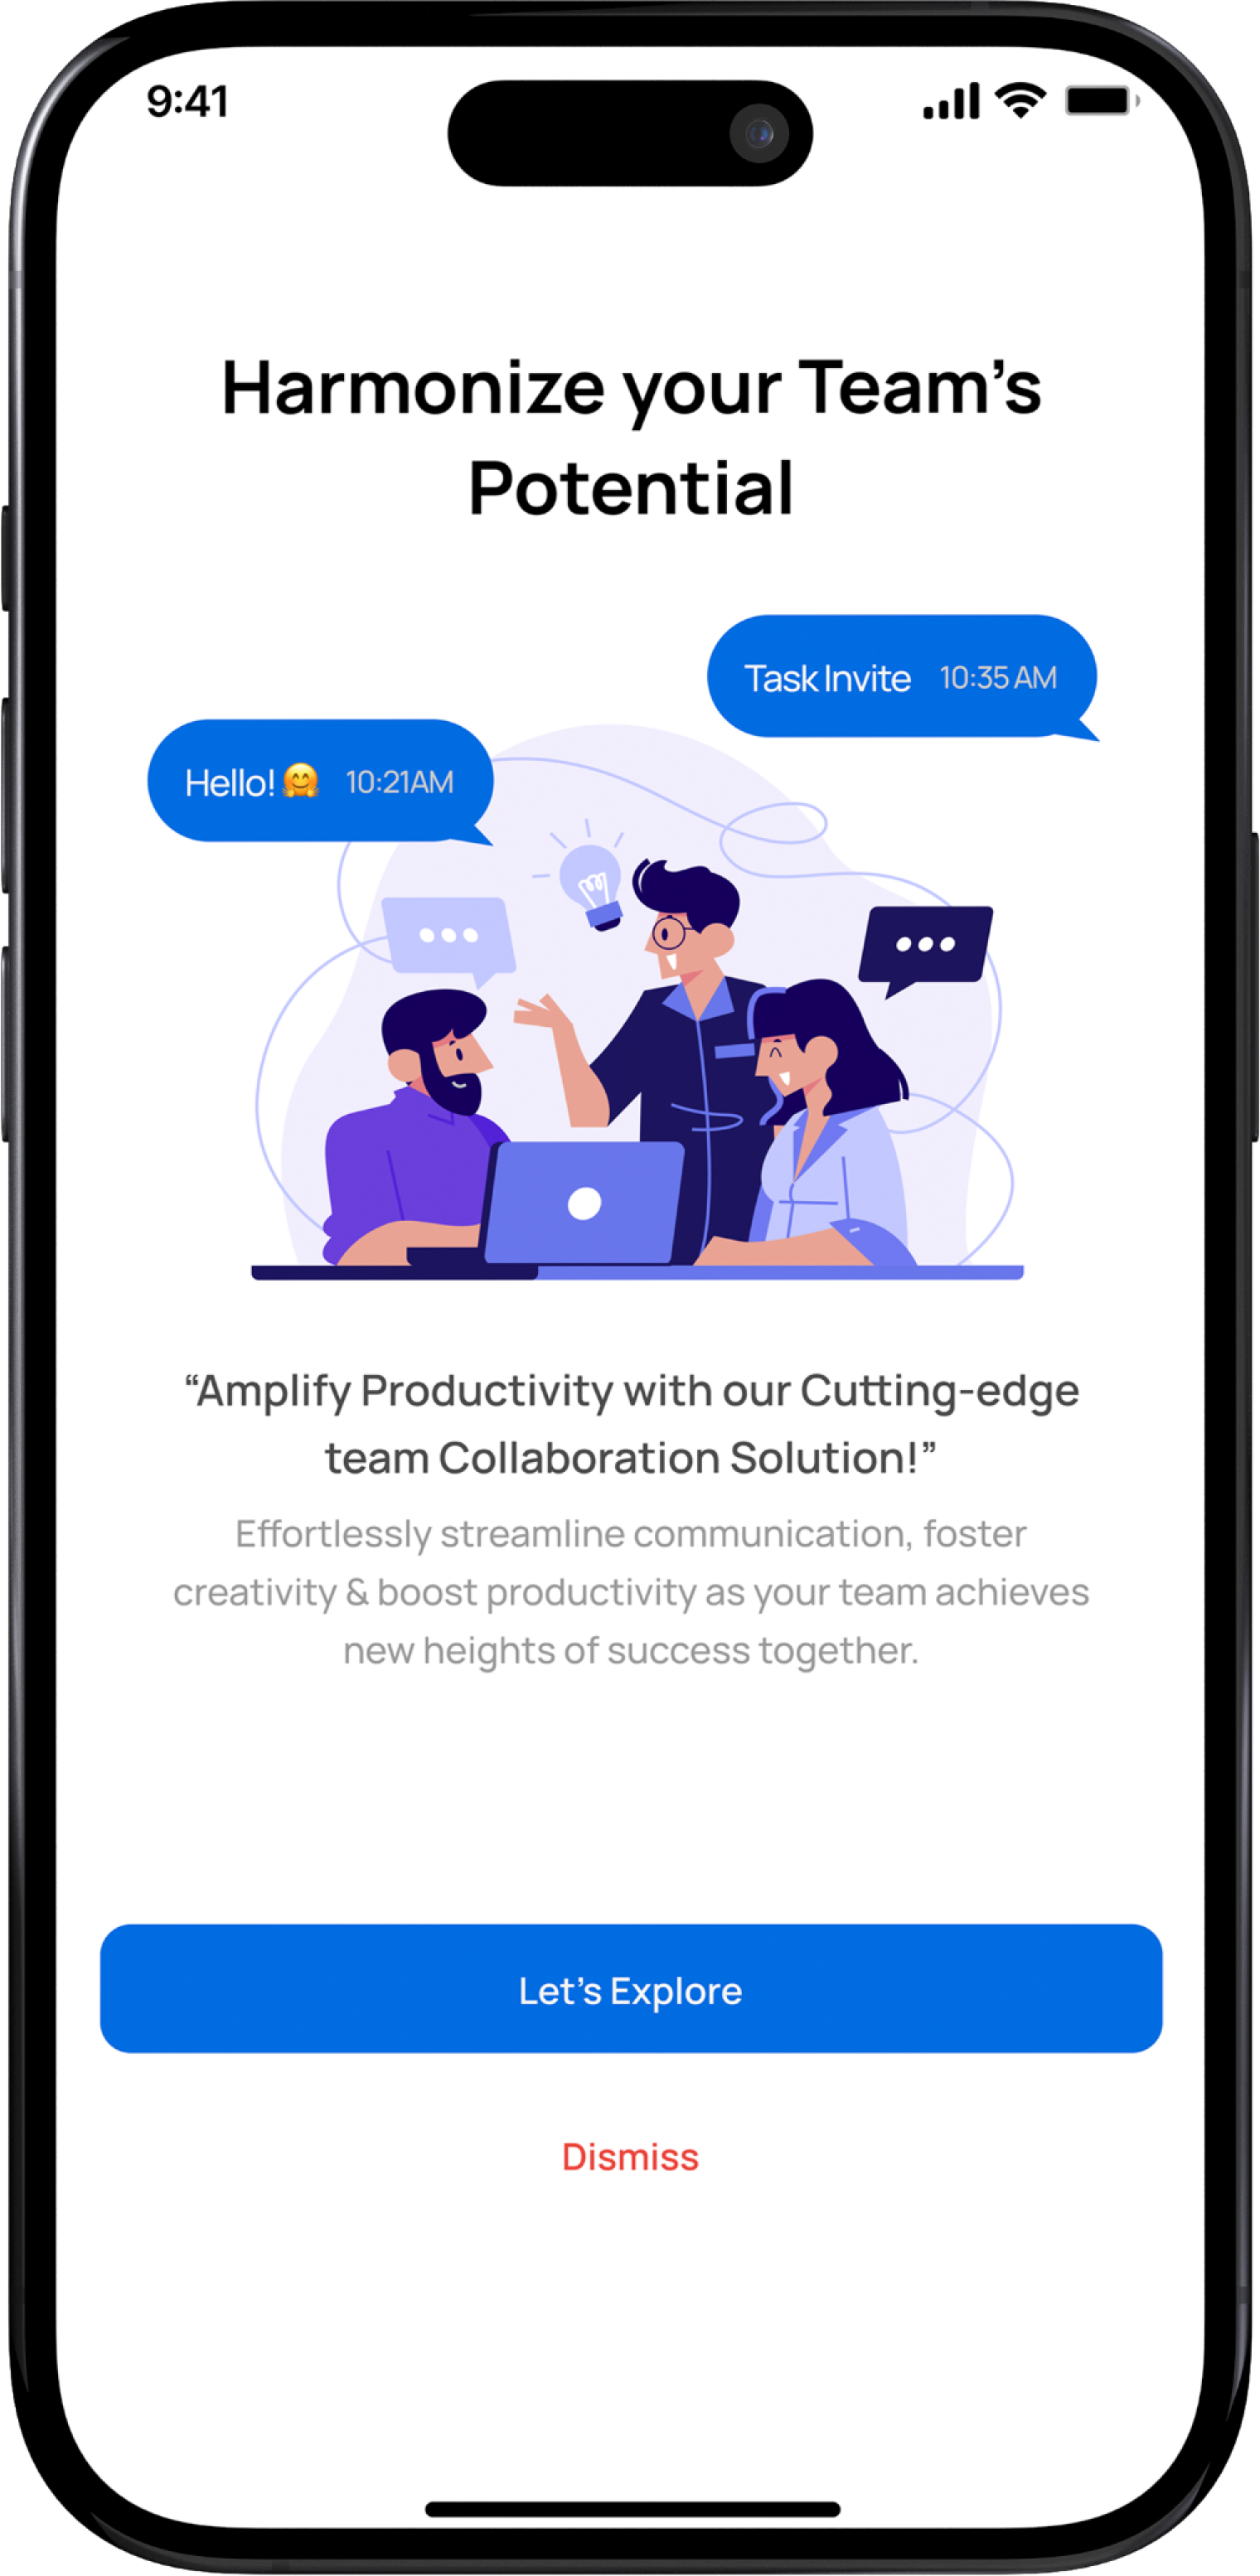 9:41
Harmonize your Team’s
Potential
Task Invite 10:35 AM
Hello! 🤗 10:21AM
“Amplify Productivity with our Cutting-edge
team Collaboration Solution!”
Effortlessly streamline communication, foster
creativity & boost productivity as your team achieves
new heights of success together.
Let’s Explore
Dismiss